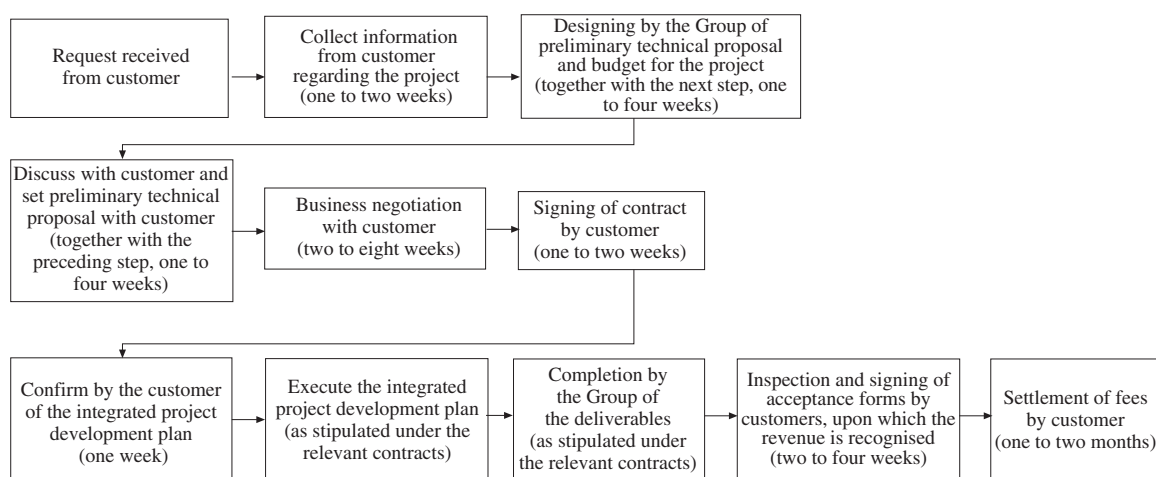 Request received
from customer
Collect information
from customer
regarding the project
(one to two weeks)
Designing by the Group of
preliminary technical proposal
and budget for the project
(together with the next step, one
to four weeks)
Discuss with customer and
set preliminary technical
proposal with customer
(together with the
preceding step, one to
four weeks)
Business negotiation
with customer
(two to eight weeks)
Signing of contract
by customer
(one to two weeks)
Confirm by the customer
of the integrated project
development plan
(one week)
Execute the integrated
project development plan
(as stipulated under the
relevant contracts)
Completion by
the Group of
the deliverables
(as stipulated under
the relevant contracts)
Inspection and signing of
acceptance forms by
customers, upon which the
revenue is recognised
(two to four weeks)
Settlement of fees
by customer
(one to two months)